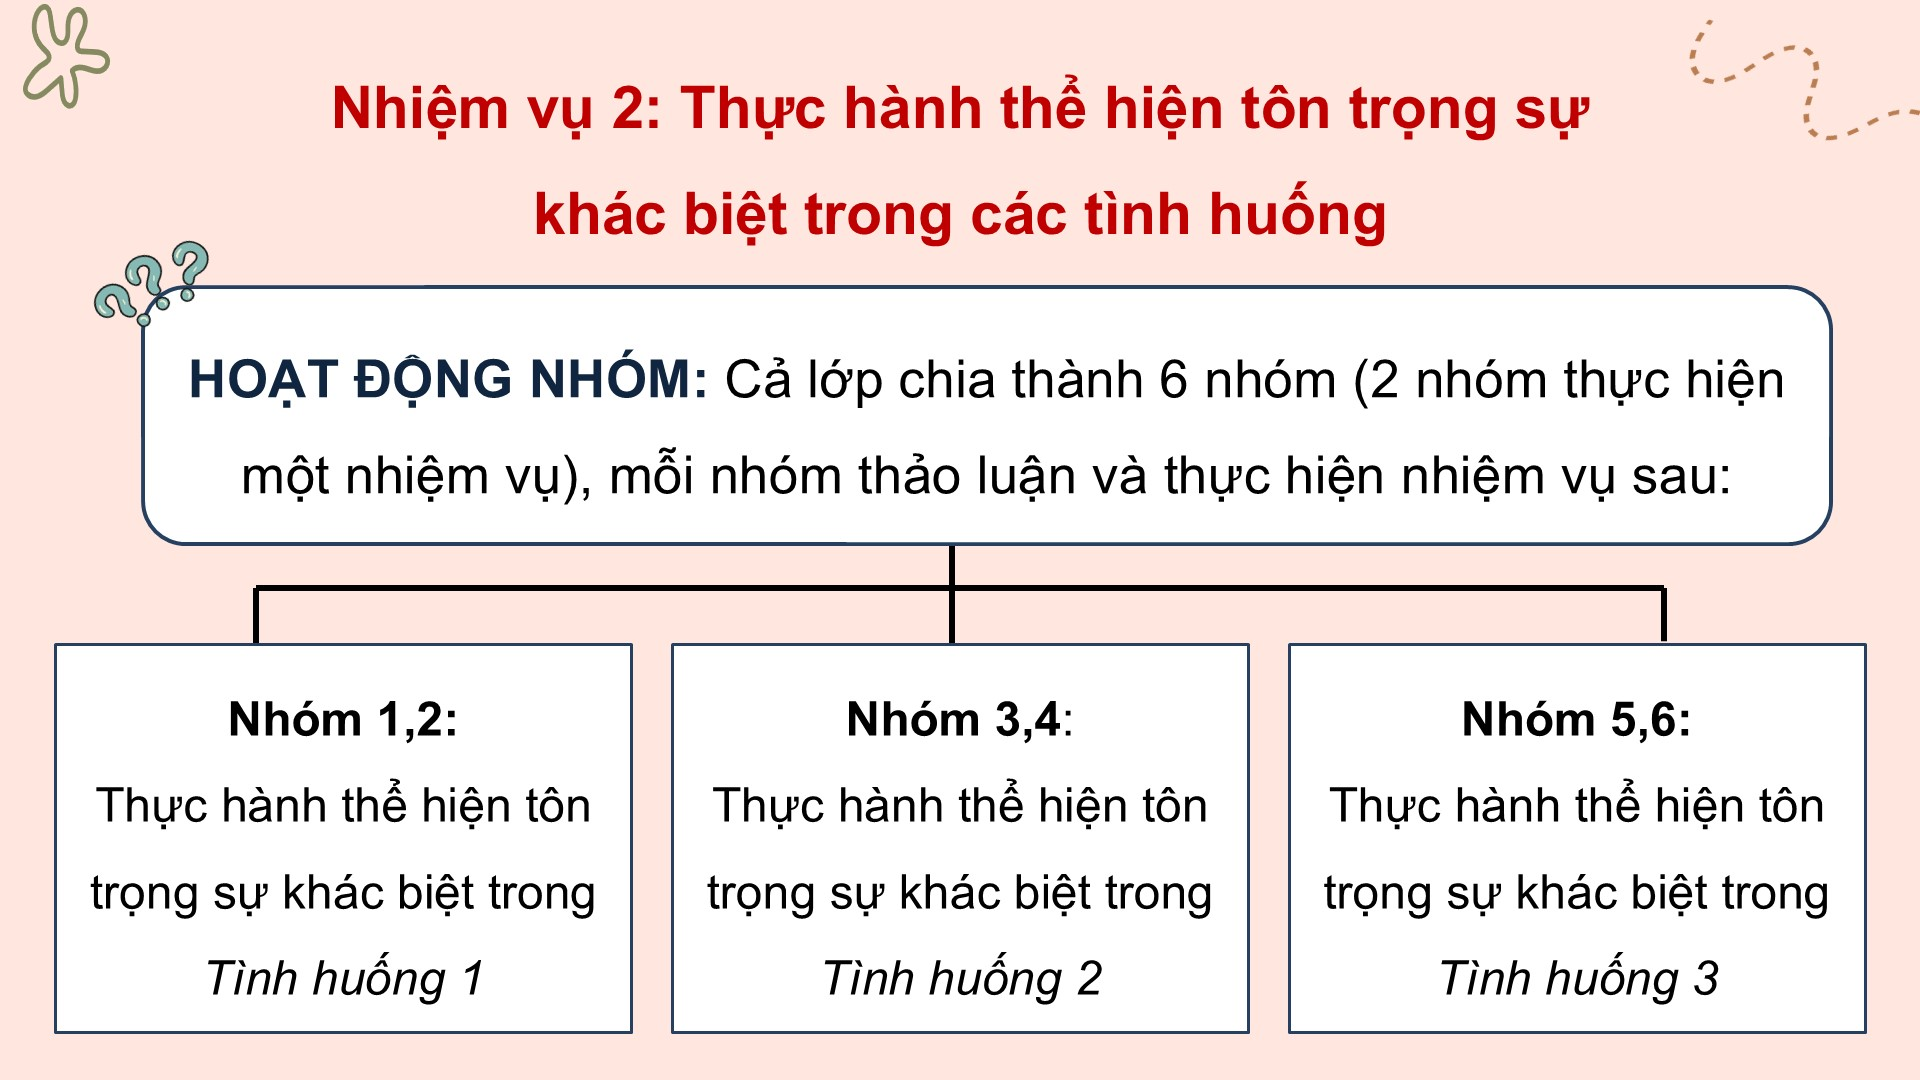 Nhiệm vụ 2: Thực hành thể hiện tôn trọng sự
khác biệt trong các tình huống
HOẠT ĐỘNG NHÓM: Cả lớp chia thành 6 nhóm (2 nhóm thực hiện
một nhiệm vụ), mỗi nhóm thảo luận và thực hiện nhiệm vụ sau:
Nhóm 1,2:
Thực hành thể hiện tôn
trọng sự khác biệt trong
Tình huống 1
Nhóm 3,4:
Thực hành thể hiện tôn
trọng sự khác biệt trong
Tình huống 2
Nhóm 5,6:
Thực hành thể hiện tôn
trọng sự khác biệt trong
Tình huống 3